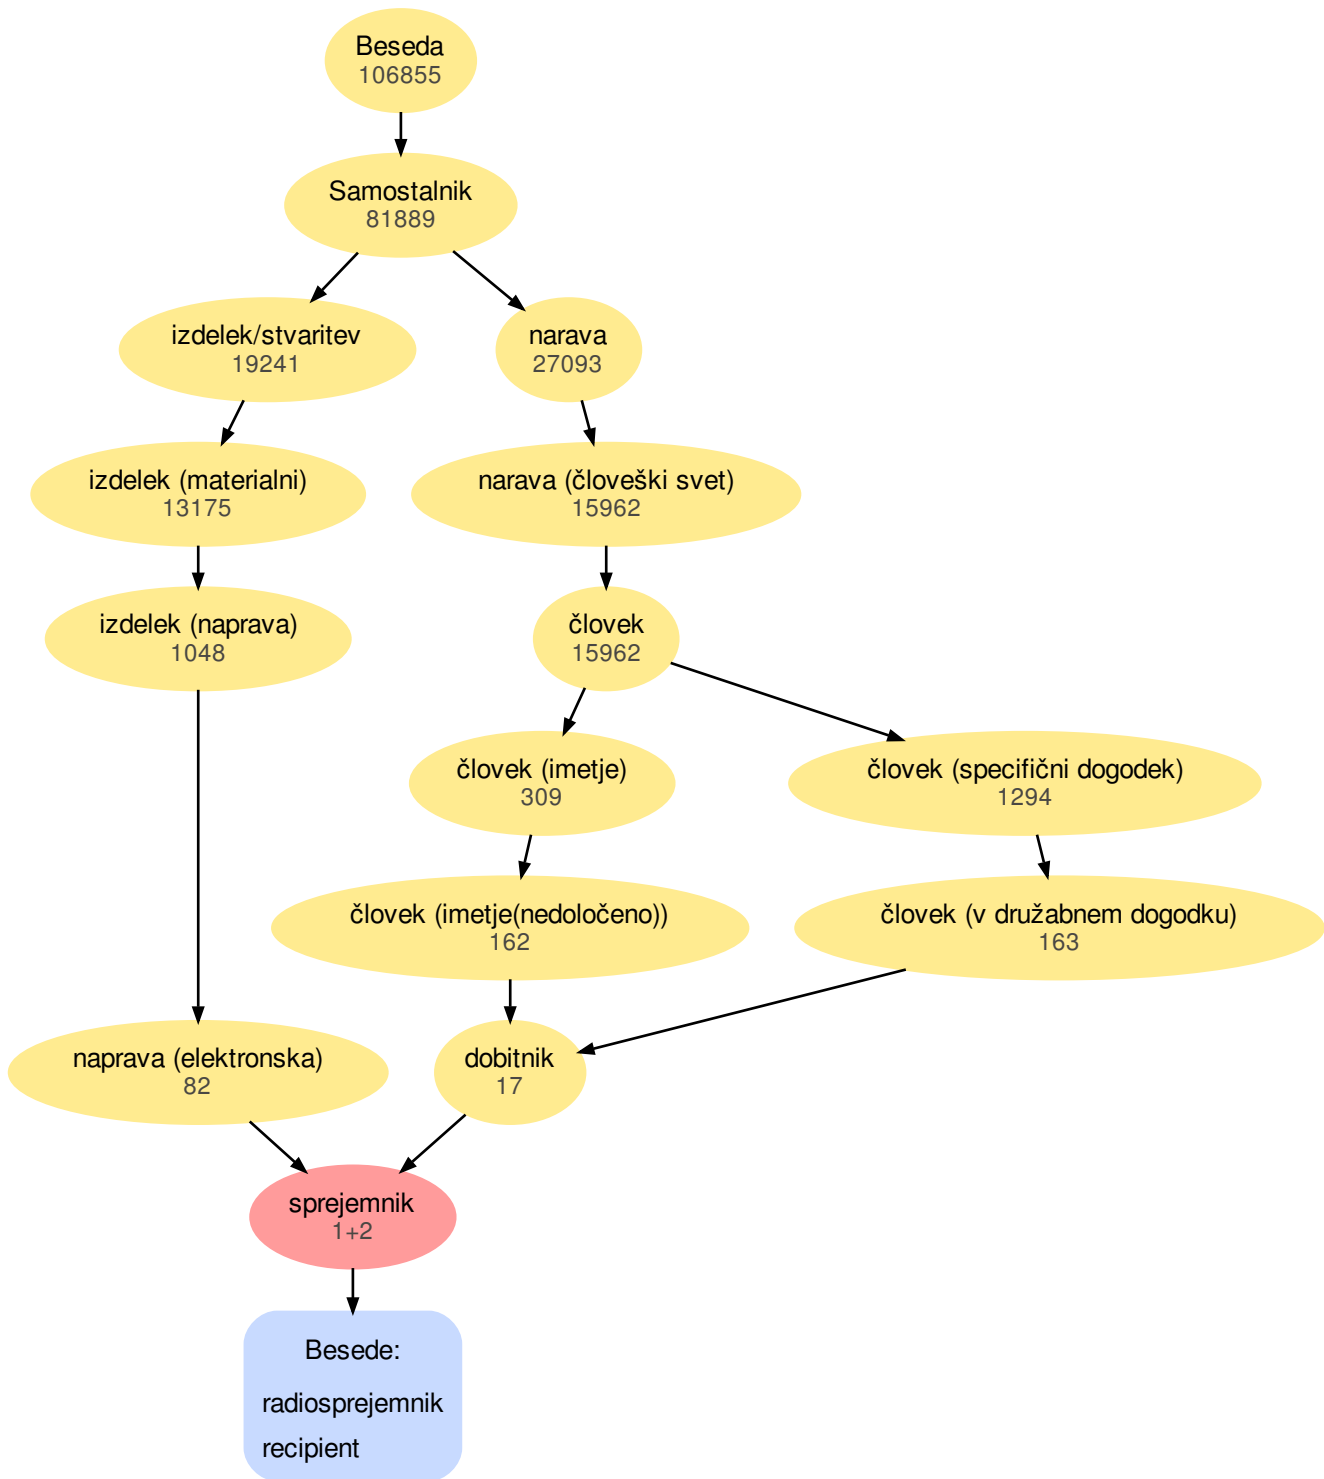 Beseda
106855
Samostalnik
81889
izdelek/stvaritev
19241
narava
27093
izdelek (materialni)
13175
narava (človeški svet)
15962
izdelek (naprava)
1048
človek
15962
človek (imetje)
309
človek (specifični dogodek)
1294
človek (imetje(nedoločeno))
162
človek (v družabnem dogodku)
163
naprava (elektronska)
82
dobitnik
17
sprejemnik
1+2
Besede:
radiosprejemnik
recipient